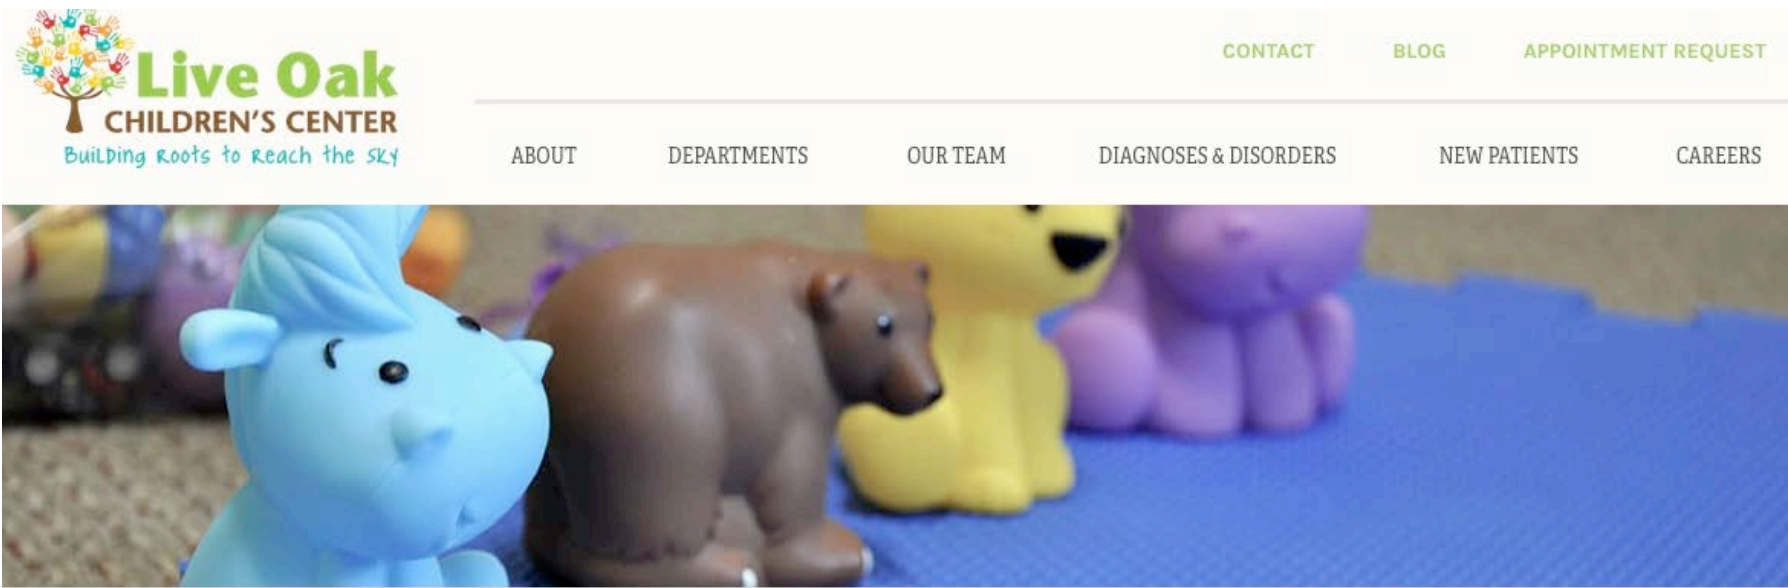 Live Oak
CHILDREN'S CENTER
BuiLDing Roots to Reach the SKY
CONTACT BLOG APPOINTMENT REQUEST
ABOUT DEPARTMENTS OUR TEAM DIAGNOSES & DISORDERS NEW PATIENTS CAREERS